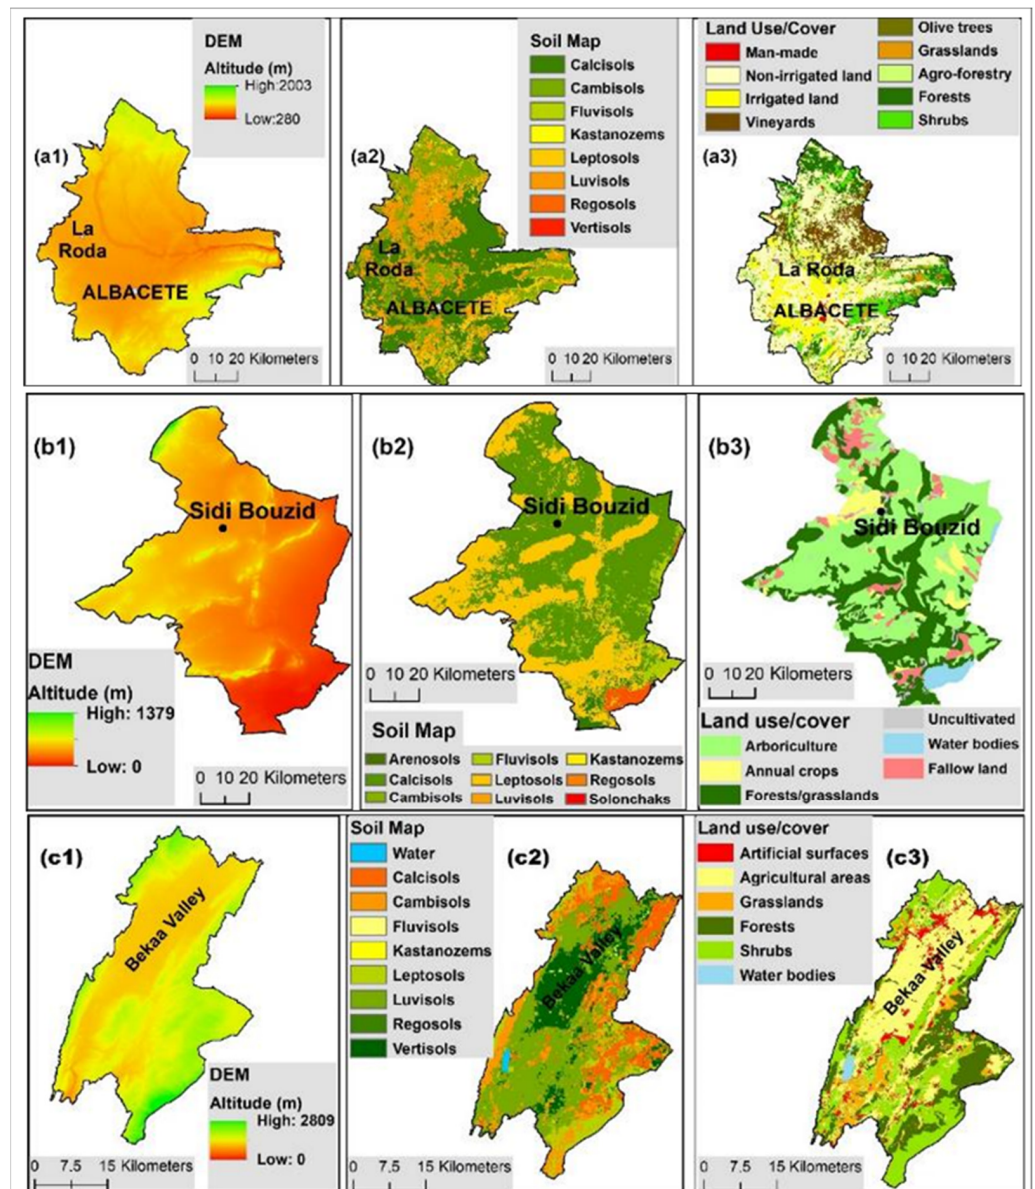 DEM
Altitude (m)
High:2003
Low:280
(a1)
La
Roda
ALBACETE
0 10 20 Kilometers
Soil Map
Calcisols
Cambisols
Fluvisols
Kastanozems
Leptosols
Luvisols
Regosols
Vertisols
(a2)
La
Roda
ALBACETE
0 10 20 Kilometers
Land Use/Cover
Man-made
Non-irrigated land
Irrigated land
Vineyards
Olive trees
Grasslands
Agro-forestry
Forests
Shrubs
(a3)
La Roda
ALBACETE
0 10 20 Kilometers
(b1)
Sidi Bouzid
DEM
Altitude (m)
High: 1379
Low: 0
0 10 20 Kilometers
(b2)
Sidi Bouzid
0 10 20 Kilometers
Soil Map
Arenosols
Calcisols
Cambisols
Fluvisols
Leptosols
Luvisols
Kastanozems
Regosols
Solonchaks
(b3)
Sidi Bouzid
0 10 20 Kilometers
Land use/cover
Arboriculture
Annual crops
Forests/grasslands
Uncultivated
Water bodies
Fallow land
(c1)
Bekaa Valley
DEM
Altitude (m)
High: 2809
Low: 0
0 7.5 15 Kilometers
Soil Map
Water
Calcisols
Cambisols
Fluvisols
Kastanozems
Leptosols
Luvisols
Regosols
Vertisols
(c2)
Bekaa Valley
0 7.5 15 Kilometers
Land use/cover
Artificial surfaces
Agricultural areas
Grasslands
Forests
Shrubs
Water bodies
(c3)
Bekaa Valley
0 7.5 15 Kilometers